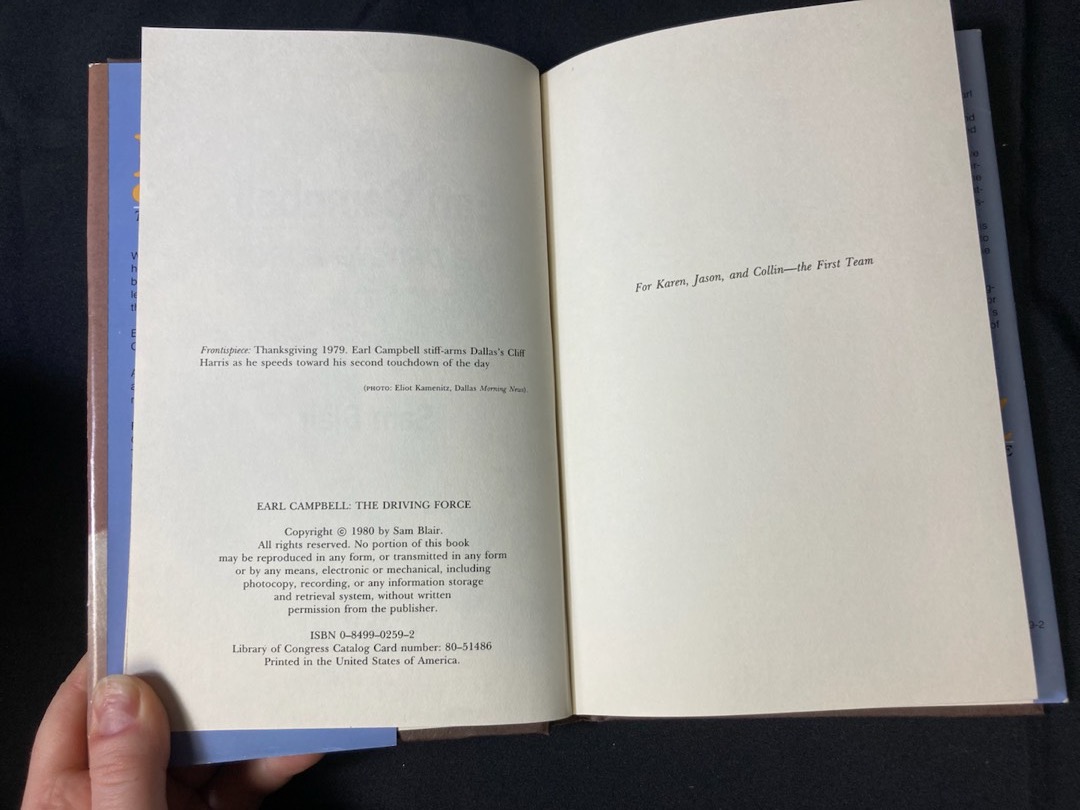 Frontispiece: Thanksgiving 1979. Earl Campbell stiff-arms Dallas's Cliff
Harris as he speeds toward his second touchdown of the day
(PHOTO: Eliot Kamenitz, Dallas Morning News).
EARL CAMPBELL: THE DRIVING FORCE
Copyright © 1980 by Sam Blair.
All rights reserved. No portion of this book
may be reproduced in any form, or transmitted in any form
or by any means, electronic or mechanical, including
photocopy, recording, or any information storage
and retrieval system, without written
permission from the publisher.
ISBN 0–8499–0259–2
Library of Congress Catalog Card number: 80–51486
Printed in the United States of America.
For Karen, Jason, and Collin—the First Team